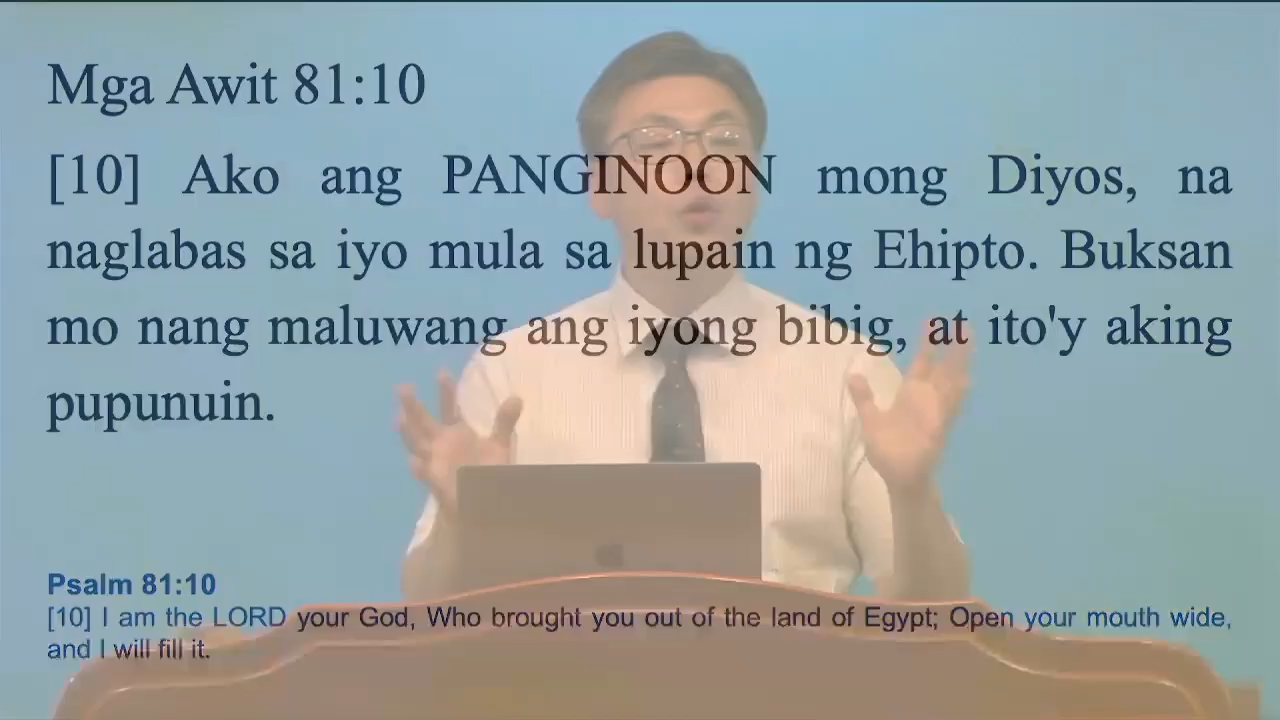 Mga Awit 81:10
[10] Ako ang PANGINOON mong Diyos, na
naglabas sa iyo mula sa lupain ng Ehipto. Buksan
mo nang maluwang ang iyong bibig, at ito'y aking
pupunuin.
Psalm 81:10
[10] I am the LORD your God, Who brought you out of the land of Egypt; Open your mouth wide,
and I will fill it.